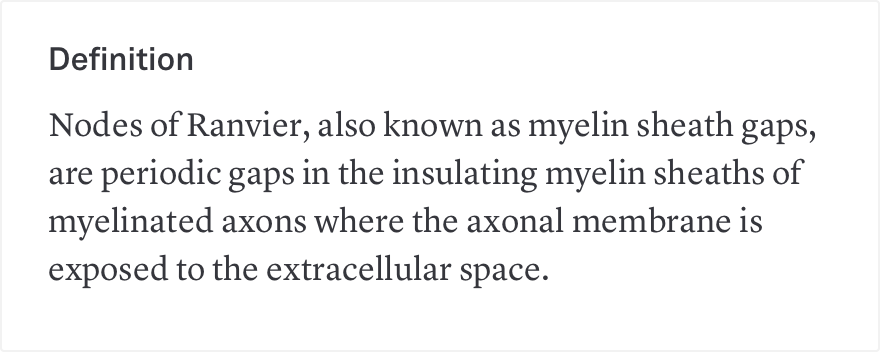 Definition
Nodes of Ranvier, also known as myelin sheath gaps,
are periodic gaps in the insulating myelin sheaths of
myelinated axons where the axonal membrane is
exposed to the extracellular space.